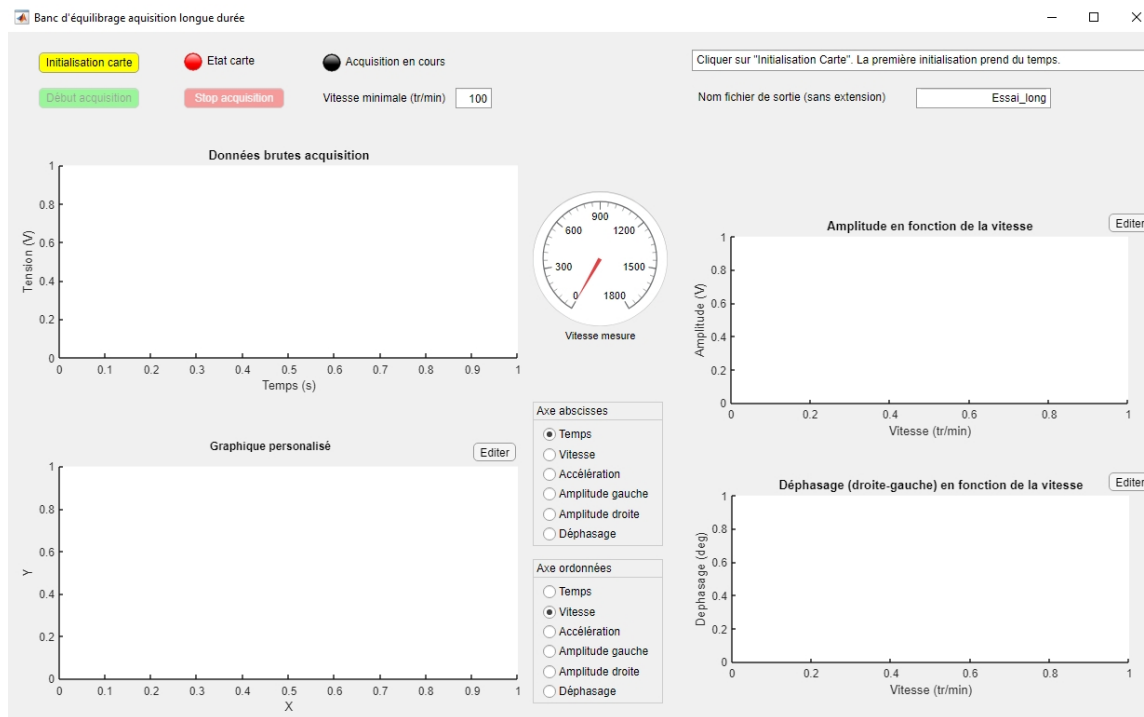 Banc d'équilibrage aquisition longue durée
Initialisation carte
Etat carte
Acquisition en cours
Cliquer sur "Initialisation Carte". La première initialisation prend du temps.
Début acquisition
Stop acquisition
Vitesse minimale (tr/min)
100
Nom fichier de sortie (sans extension)
Essai_long
Données brutes acquisition
Tension (V)
1
0.8
0.6
0.4
0.2
0
0 0.1 0.2 0.3 0.4 0.5 0.6 0.7 0.8 0.9 1
Temps (s)
0 300 600 900 1200 1500 1800
Vitesse mesure
Amplitude en fonction de la vitesse
Editer
Amplitude (V)
1
0.8
0.6
0.4
0.2
0
0 0.2 0.4 0.6 0.8 1
Vitesse (tr/min)
Graphique personalisé
Editer
Y
1
0.8
0.6
0.4
0.2
0
0 0.1 0.2 0.3 0.4 0.5 0.6 0.7 0.8 0.9 1
X
Axe abscisses
Temps
Vitesse
Accélération
Amplitude gauche
Amplitude droite
Déphasage
Axe ordonnées
Temps
Vitesse
Accélération
Amplitude gauche
Amplitude droite
Déphasage
Déphasage (droite-gauche) en fonction de la vitesse
Editer
Dephasage (deg)
1
0.8
0.6
0.4
0.2
0
0 0.2 0.4 0.6 0.8 1
Vitesse (tr/min)